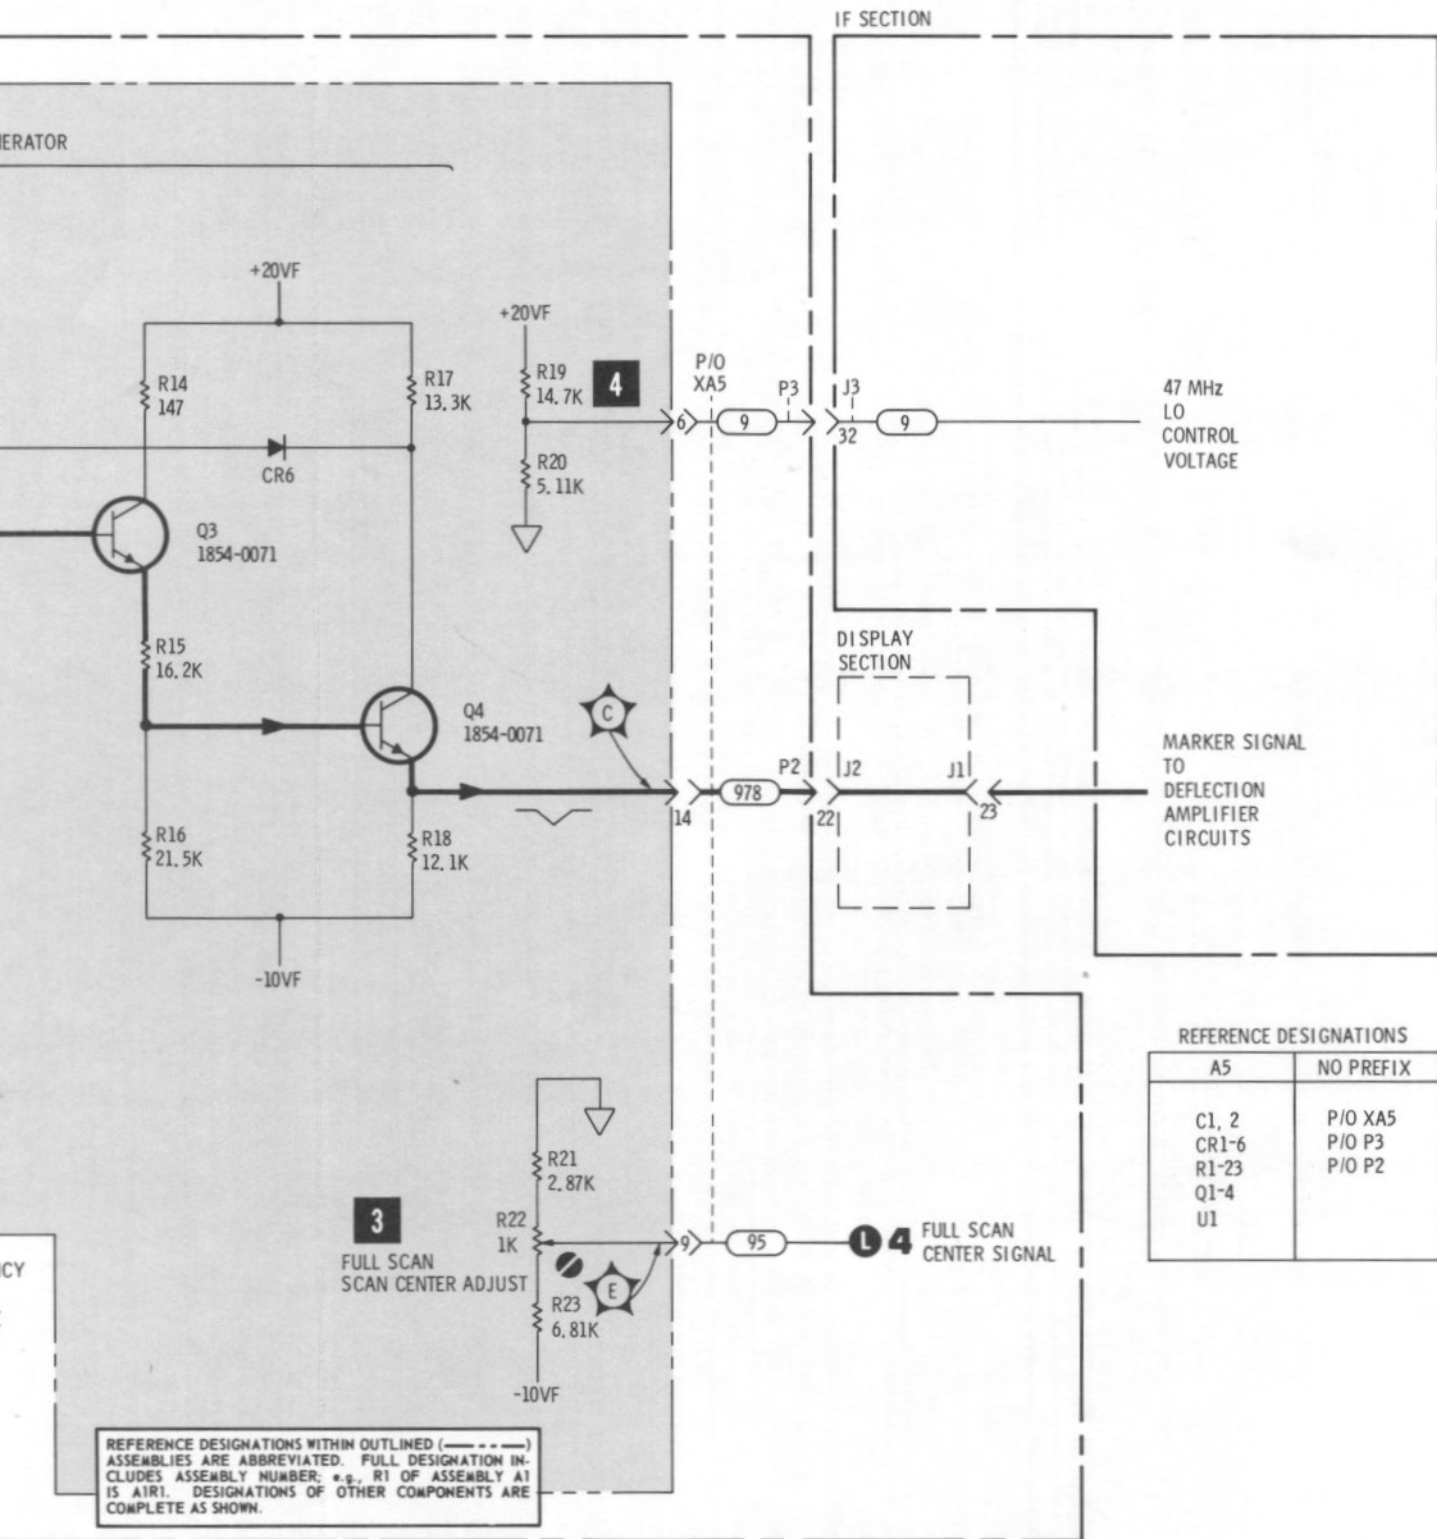 IF SECTION
ERATOR
+20VF
+20VF
R14
147
R17
13.3K
R19
14.7K
4
P/O
XA5
P3
J3
6
9
32
9
47 MHz
LO
CONTROL
VOLTAGE
CR6
R20
5.11K
Q3
1854-0071
R15
16.2K
DISPLAY
SECTION
Q4
1854-0071
C
P2
J2
J1
14
978
22
23
MARKER SIGNAL
TO
DEFLECTION
AMPLIFIER
CIRCUITS
R16
21.5K
R18
12.1K
-10VF
REFERENCE DESIGNATIONS
A5
NO PREFIX
C1, 2
CR1-6
R1-23
Q1-4
U1
P/O XA5
P/O P3
P/O P2
R21
2.87K
3
R22
1K
FULL SCAN
SCAN CENTER ADJUST
E
9
95
L 4
FULL SCAN
CENTER SIGNAL
R23
6.81K
-10VF
CY
REFERENCE DESIGNATIONS WITHIN OUTLINED (—--—)
ASSEMBLIES ARE ABBREVIATED. FULL DESIGNATION IN-
CLUDES ASSEMBLY NUMBER; e.g., R1 OF ASSEMBLY A1
IS A1R1. DESIGNATIONS OF OTHER COMPONENTS ARE
COMPLETE AS SHOWN.